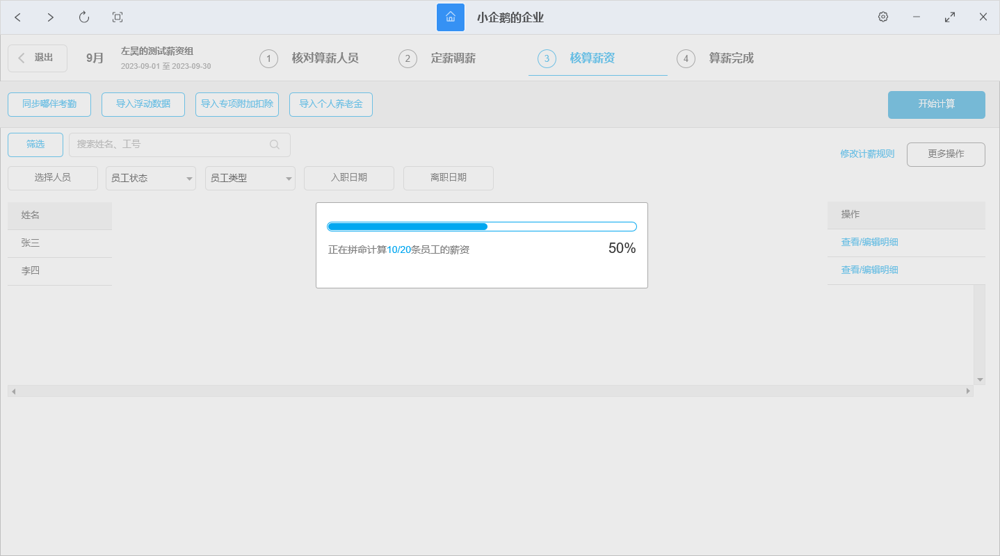 小企鹅的企业
退出
9月
左昊的测试薪资组
2023-09-01 至 2023-09-30
1 核对算薪人员
2 定薪调薪
3 核算薪资
4 算薪完成
同步嘟伴考勤
导入浮动数据
导入专项附加扣除
导入个人养老金
开始计算
筛选
搜索姓名、工号
修改计薪规则
更多操作
选择人员
员工状态
员工类型
入职日期
离职日期
姓名
操作
张三
查看/编辑明细
李四
查看/编辑明细
正在拼命计算10/20条员工的薪资
50%